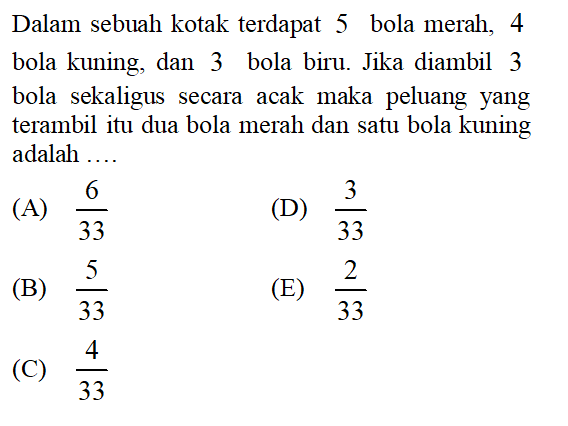 Dalam sebuah kotak terdapat 5 bola merah, 4
bola kuning, dan 3 bola biru. Jika diambil 3
bola sekaligus secara acak maka peluang yang
terambil itu dua bola merah dan satu bola kuning
adalah ….
(A) 6/33
(D) 3/33
(B) 5/33
(E) 2/33
(C) 4/33